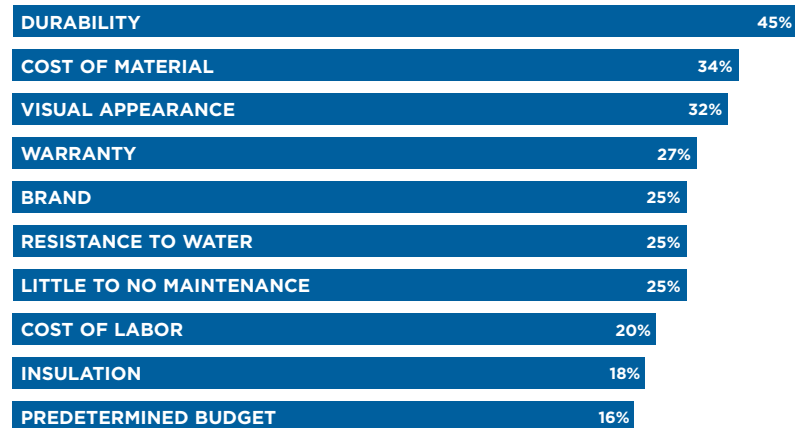 DURABILITY 45%
COST OF MATERIAL 34%
VISUAL APPEARANCE 32%
WARRANTY 27%
BRAND 25%
RESISTANCE TO WATER 25%
LITTLE TO NO MAINTENANCE 25%
COST OF LABOR 20%
INSULATION 18%
PREDETERMINED BUDGET 16%